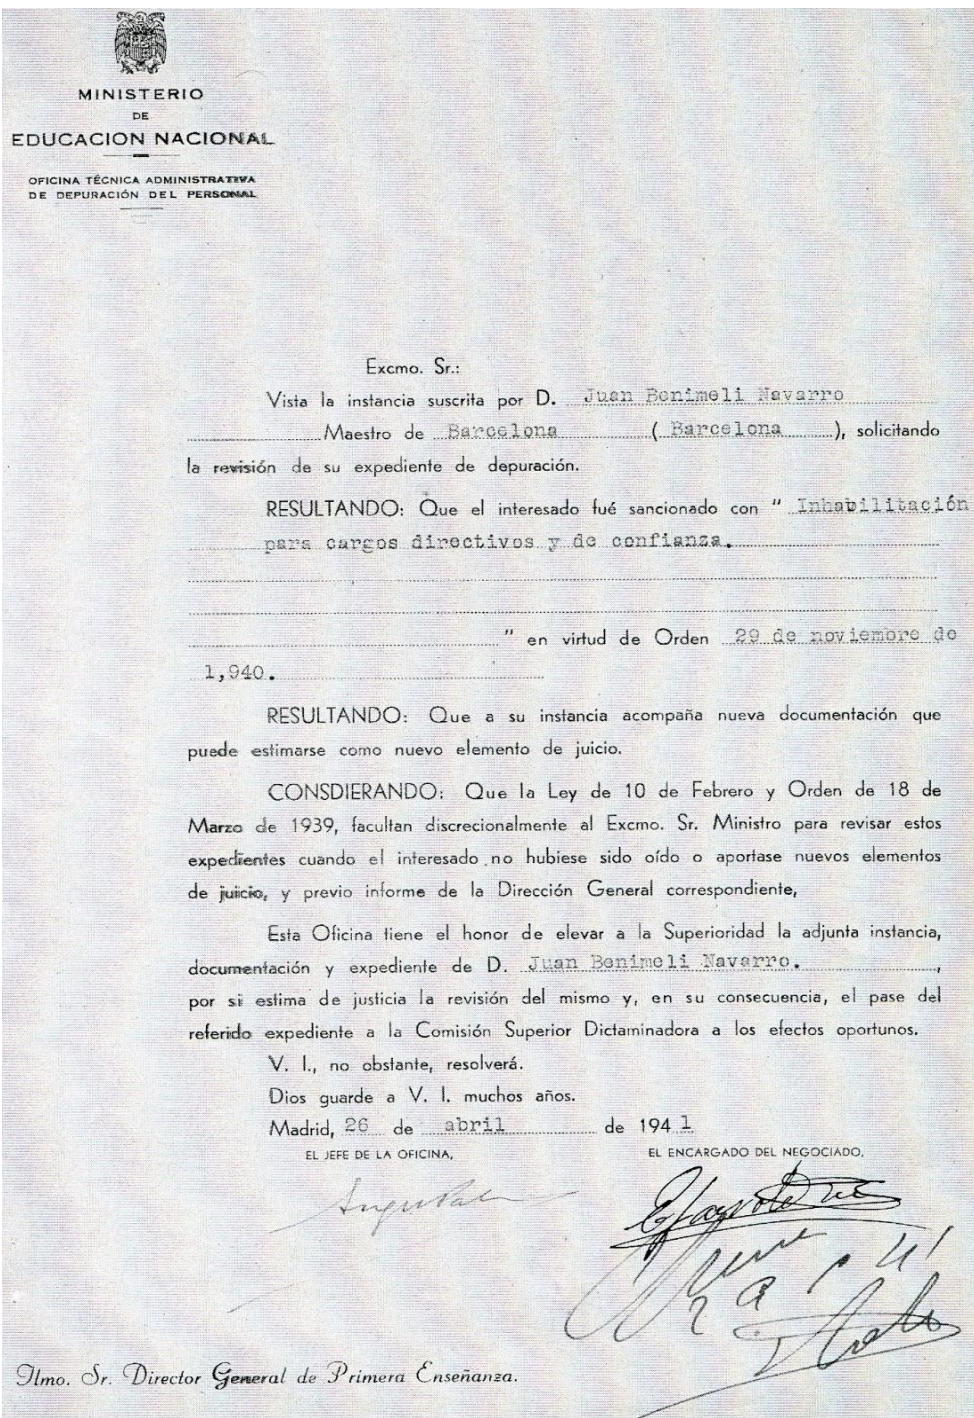 MINISTERIO
DE
EDUCACION NACIONAL
OFICINA TÉCNICA ADMINISTRATIVA
DE DEPURACIÓN DEL PERSONAL
Excmo. Sr.:
Vista la instancia suscrita por D. Juan Benimeli Navarro
Maestro de Barcelona ( Barcelona ), solicitando
la revisión de su expediente de depuración.
RESULTANDO: Que el interesado fué sancionado con " Inhabilitación
para cargos directivos y de confianza.
" en virtud de Orden 29 de noviembre de
1,940.
RESULTANDO: Que a su instancia acompaña nueva documentación que
puede estimarse como nuevo elemento de juicio.
CONSDIERANDO: Que la Ley de 10 de Febrero y Orden de 18 de
Marzo de 1939, facultan discrecionalmente al Excmo. Sr. Ministro para revisar estos
expedientes cuando el interesado no hubiese sido oído o aportase nuevos elementos
de juicio, y previo informe de la Dirección General correspondiente,
Esta Oficina tiene el honor de elevar a la Superioridad la adjunta instancia,
documentación y expediente de D. Juan Benimeli Navarro. ,
por si estima de justicia la revisión del mismo y, en su consecuencia, el pase del
referido expediente a la Comisión Superior Dictaminadora a los efectos oportunos.
V. I., no obstante, resolverá.
Dios guarde a V. I. muchos años.
Madrid, 26 de abril de 194 1
EL JEFE DE LA OFICINA, EL ENCARGADO DEL NEGOCIADO,
Ilmo. Sr. Director General de Primera Enseñanza.